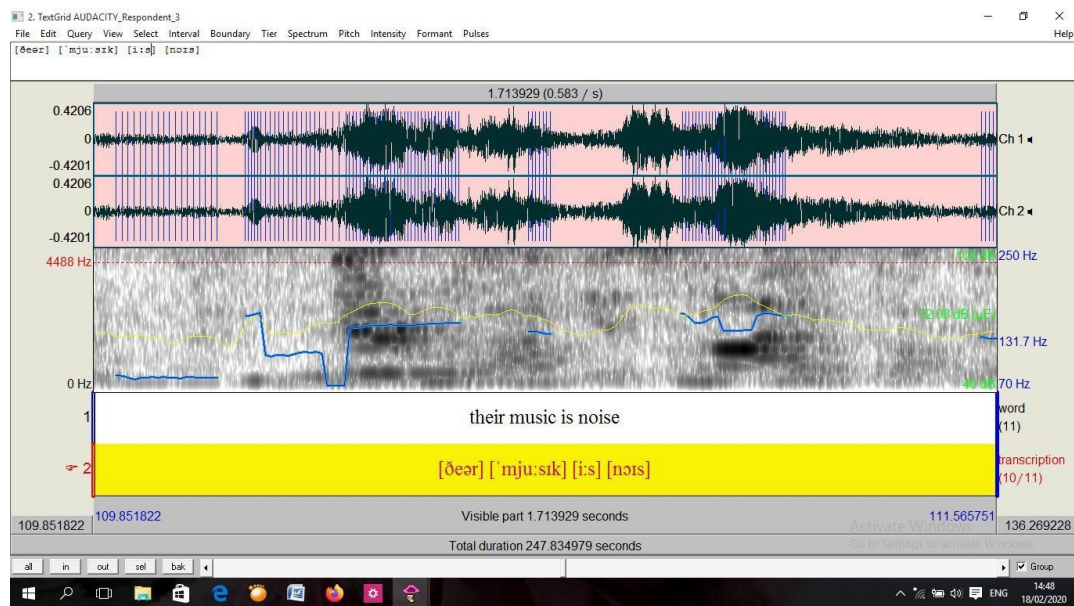 2. TextGrid AUDACITY_Respondent_3
File Edit Query View Select Interval Boundary Tier Spectrum Pitch Intensity Formant Pulses Help
[ðeər] [ˈmjuːsɪk] [iːs] [nɔɪs]
1.713929 (0.583 / s)
0.4206
0
-0.4201
Ch 1
0.4206
0
-0.4201
Ch 2
4488 Hz
250 Hz
131.7 Hz
0 Hz
70 Hz
1
their music is noise
word
(11)
2
[ðeər] [ˈmjuːsɪk] [iːs] [nɔɪs]
transcription
(10/11)
109.851822
109.851822
Visible part 1.713929 seconds
111.565751
136.269228
Activate Windows
Total duration 247.834979 seconds
Go to Settings to activate Windows.
all in out sel bak
Group
ENG
14:48
18/02/2020